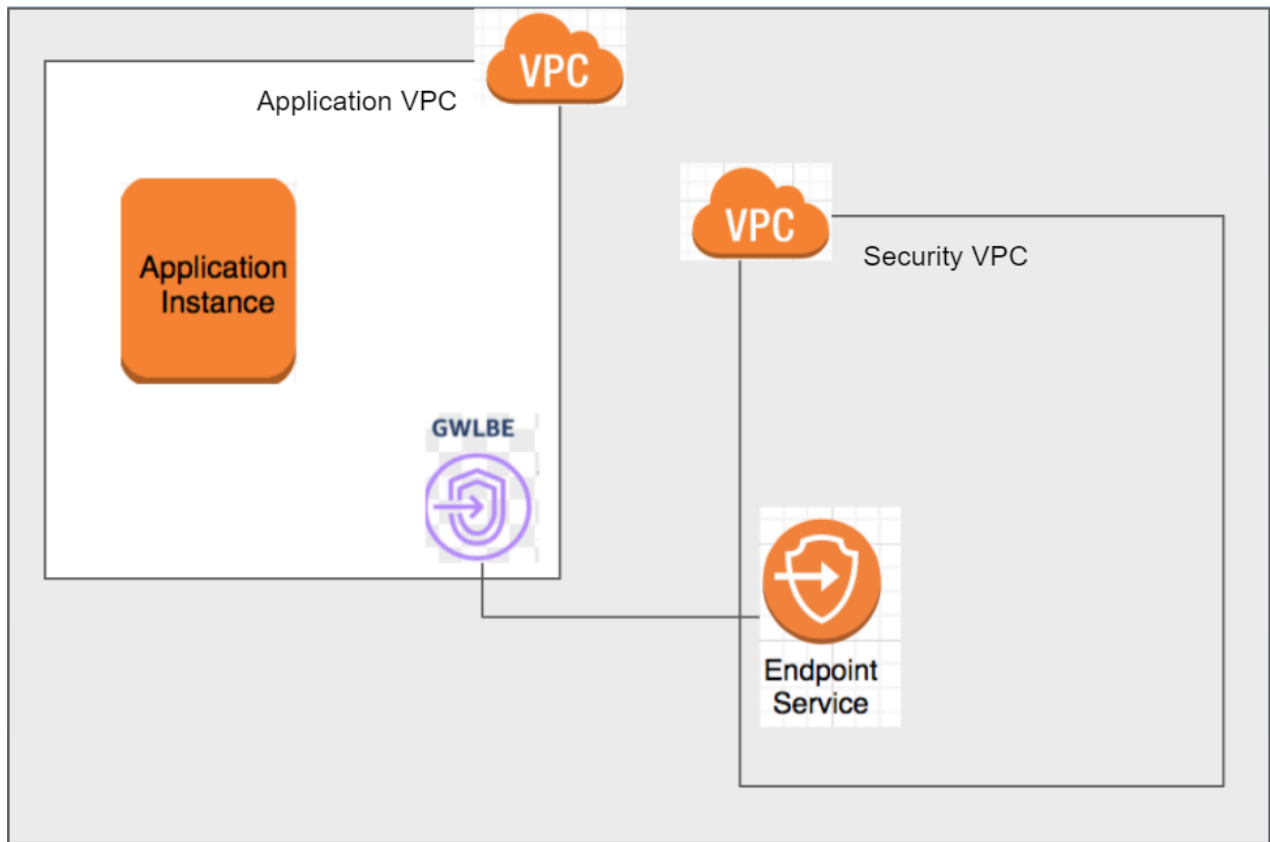 VPC
Application VPC
VPC
Security VPC
Application
Instance
GWLBE
Endpoint
Service